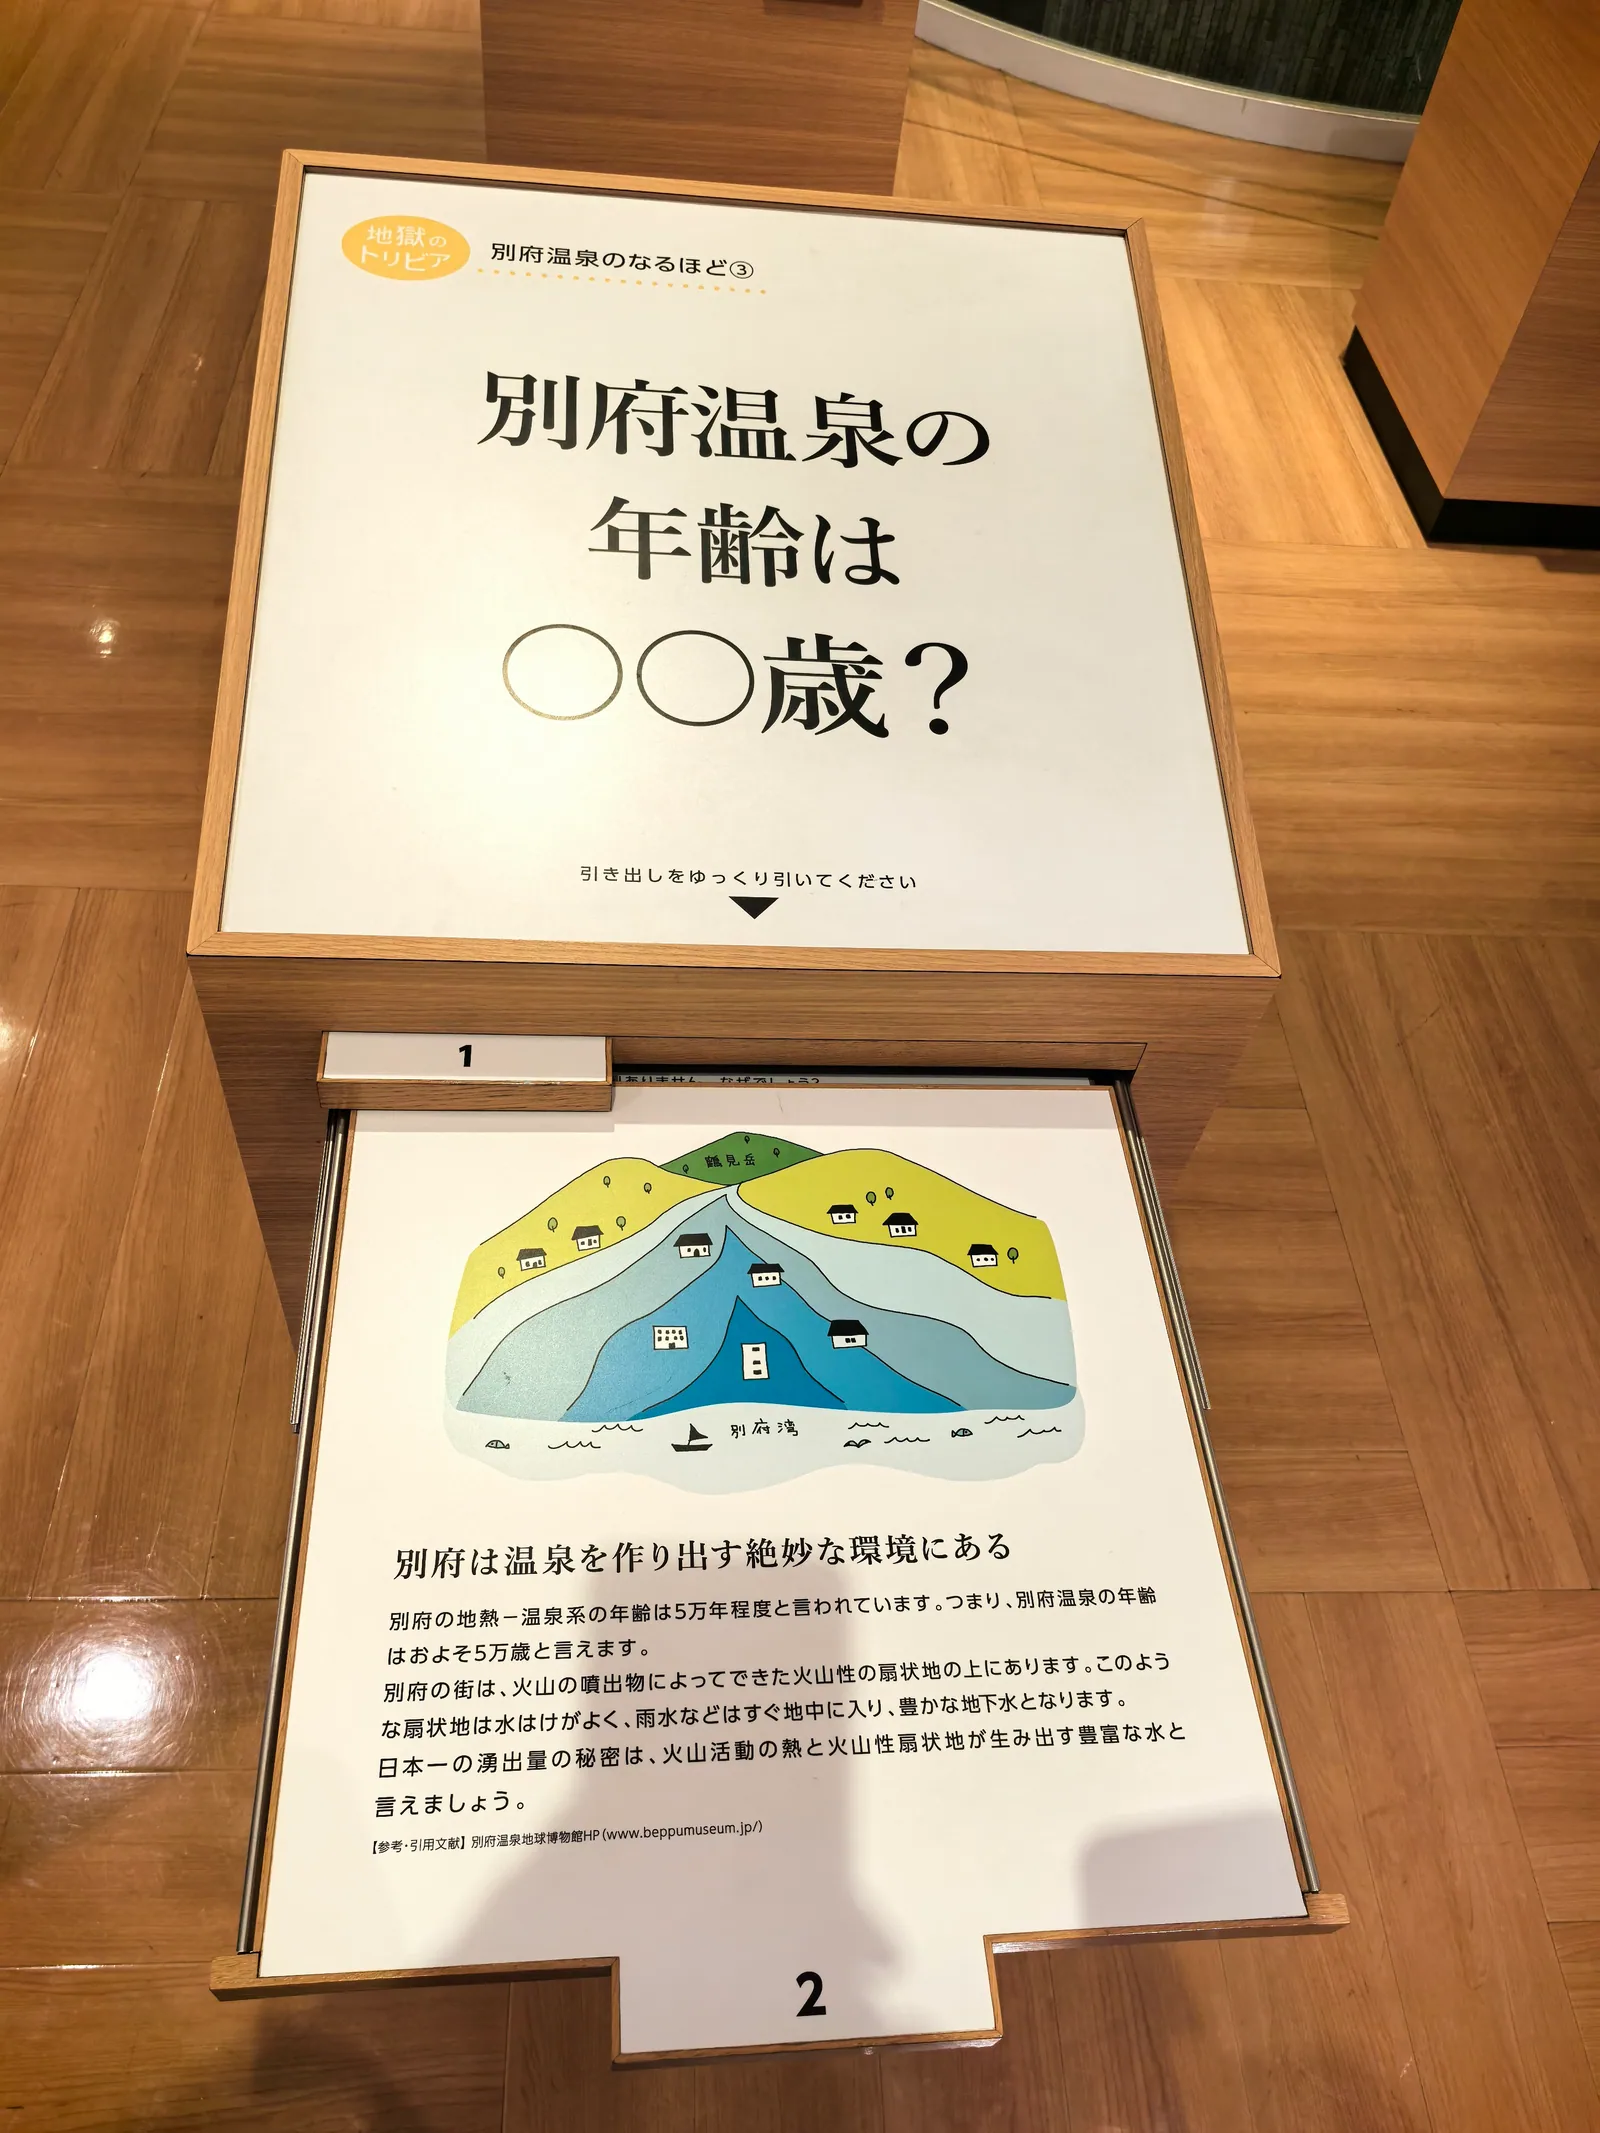 地獄の
トリビア
別府温泉のなるほど③
別府温泉の
年齢は
○○歳？
引き出しをゆっくり引いてください
▼
1
ありません。なぜでしょう?
鶴見岳
別府湾
別府は温泉を作り出す絶妙な環境にある
別府の地熱−温泉系の年齢は5万年程度と言われています。つまり、別府温泉の年齢
はおよそ5万歳と言えます。
別府の街は、火山の噴出物によってできた火山性の扇状地の上にあります。このよう
な扇状地は水はけがよく、雨水などはすぐ地中に入り、豊かな地下水となります。
日本一の湧出量の秘密は、火山活動の熱と火山性扇状地が生み出す豊富な水と
言えましょう。
【参考・引用文献】 別府温泉地球博物館HP（www.beppumuseum.jp/）
2